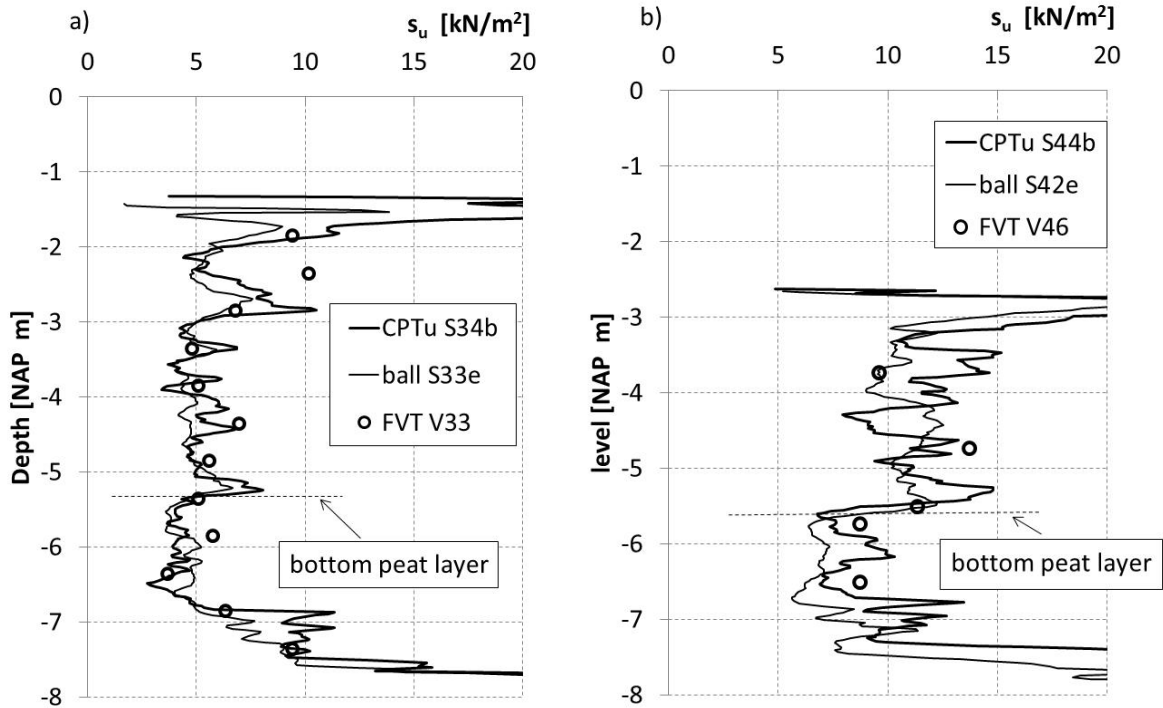 a)
s_u [kN/m²]
0 5 10 15 20
0
-1
-2
-3
-4
-5
-6
-7
-8
Depth [NAP m]
CPTu S34b
ball S33e
FVT V33
bottom peat layer
b)
s_u [kN/m²]
0 5 10 15 20
0
-1
-2
-3
-4
-5
-6
-7
-8
level [NAP m]
CPTu S44b
ball S42e
FVT V46
bottom peat layer